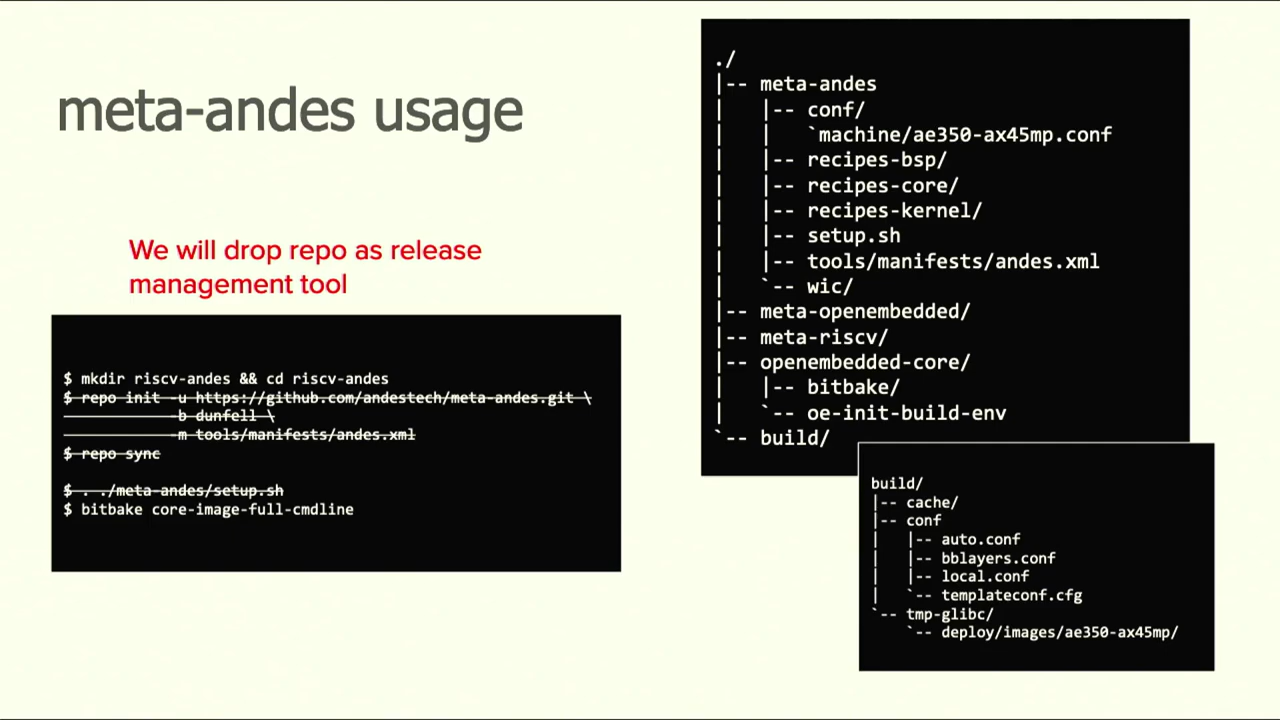 meta-andes usage
We will drop repo as release
management tool
$ mkdir riscv-andes && cd riscv-andes
$ repo init -u https://github.com/andestech/meta-andes.git \
-b dunfell \
-m tools/manifests/andes.xml
$ repo sync
$ . ./meta-andes/setup.sh
$ bitbake core-image-full-cmdline
./
|-- meta-andes
|   |-- conf/
|   |   `machine/ae350-ax45mp.conf
|   |-- recipes-bsp/
|   |-- recipes-core/
|   |-- recipes-kernel/
|   |-- setup.sh
|   |-- tools/manifests/andes.xml
|   `-- wic/
|-- meta-openembedded/
|-- meta-riscv/
|-- openembedded-core/
|   |-- bitbake/
|   `-- oe-init-build-env
`-- build/
build/
|-- cache/
|-- conf
|   |-- auto.conf
|   |-- bblayers.conf
|   |-- local.conf
|   `-- templateconf.cfg
`-- tmp-glibc/
    `-- deploy/images/ae350-ax45mp/